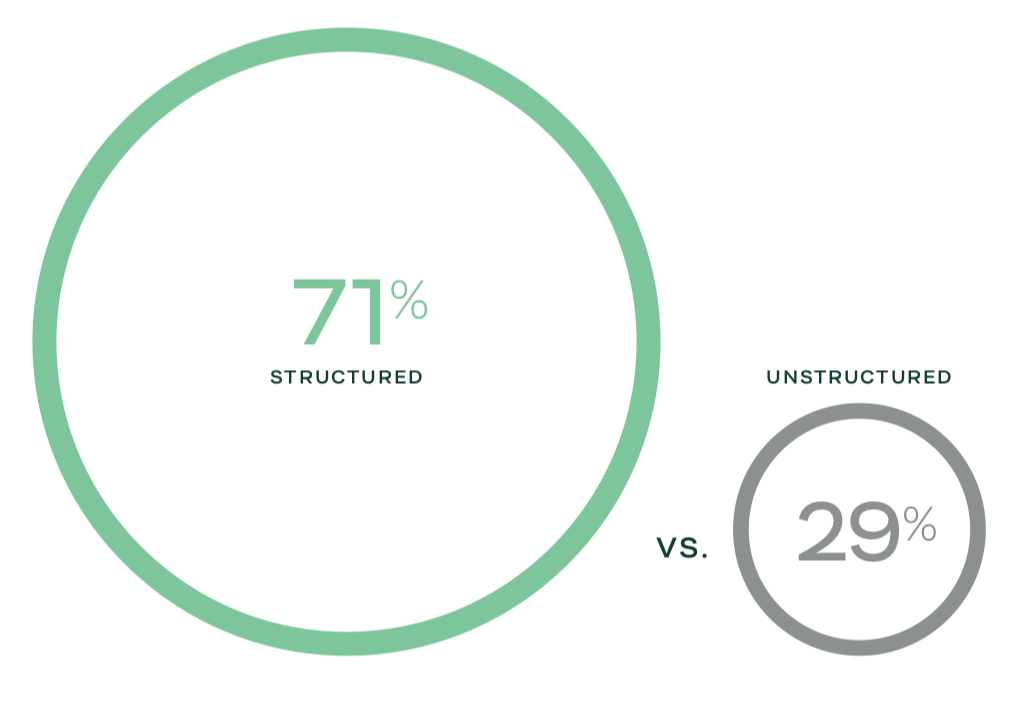 71%
STRUCTURED
VS.
UNSTRUCTURED
29%